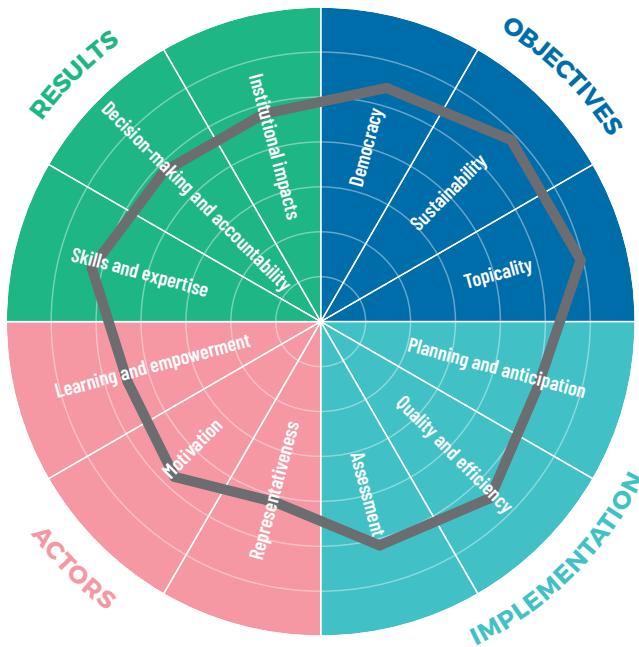 RESULTS
OBJECTIVES
Institutional impacts
Decision-making and accountability
Skills and expertise
Democracy
Sustainability
Topicality
Learning and empowerment
Motivation
Representativeness
Planning and anticipation
Quality and efficiency
Assessment
ACTORS
IMPLEMENTATION